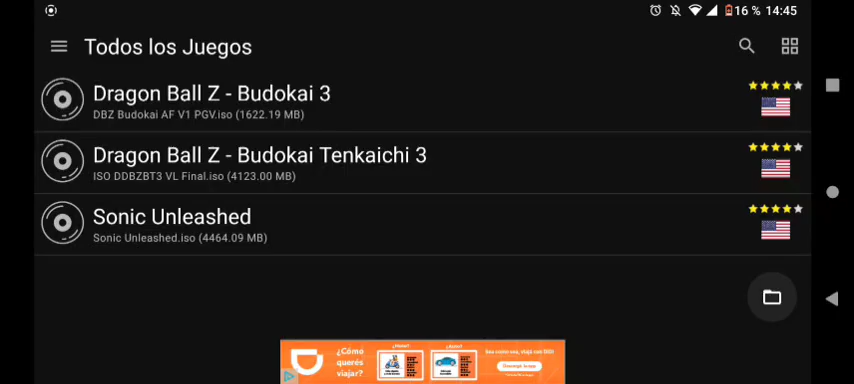 16 % 14:45
Todos los Juegos
Dragon Ball Z - Budokai 3
DBZ Budokai AF V1 PGV.iso (1622.19 MB)
Dragon Ball Z - Budokai Tenkaichi 3
ISO DDBZBT3 VL Final.iso (4123.00 MB)
Sonic Unleashed
Sonic Unleashed.iso (4464.09 MB)
¿Cómo
querés
viajar?